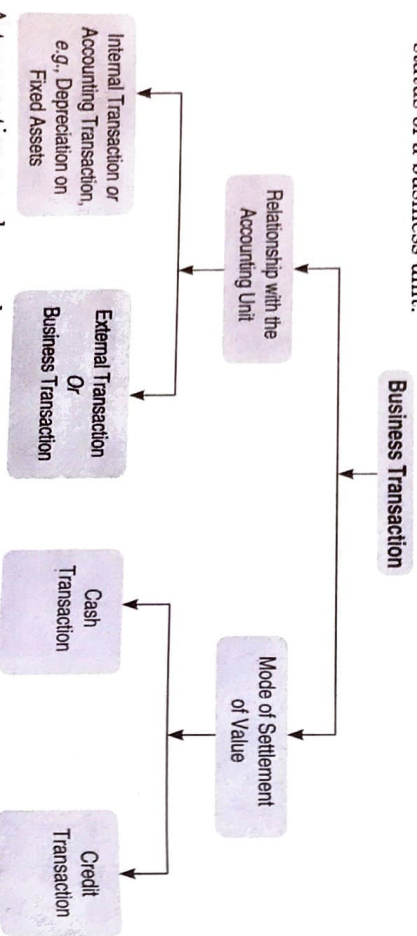 status of a business unit.
Business Transaction
Relationship with the
Accounting Unit
Mode of Settlement
of Value
Internal Transaction or
Accounting Transaction,
e.g., Depreciation on
Fixed Assets
External Transaction
Or
Business Transaction
Cash
Transaction
Credit
Transaction